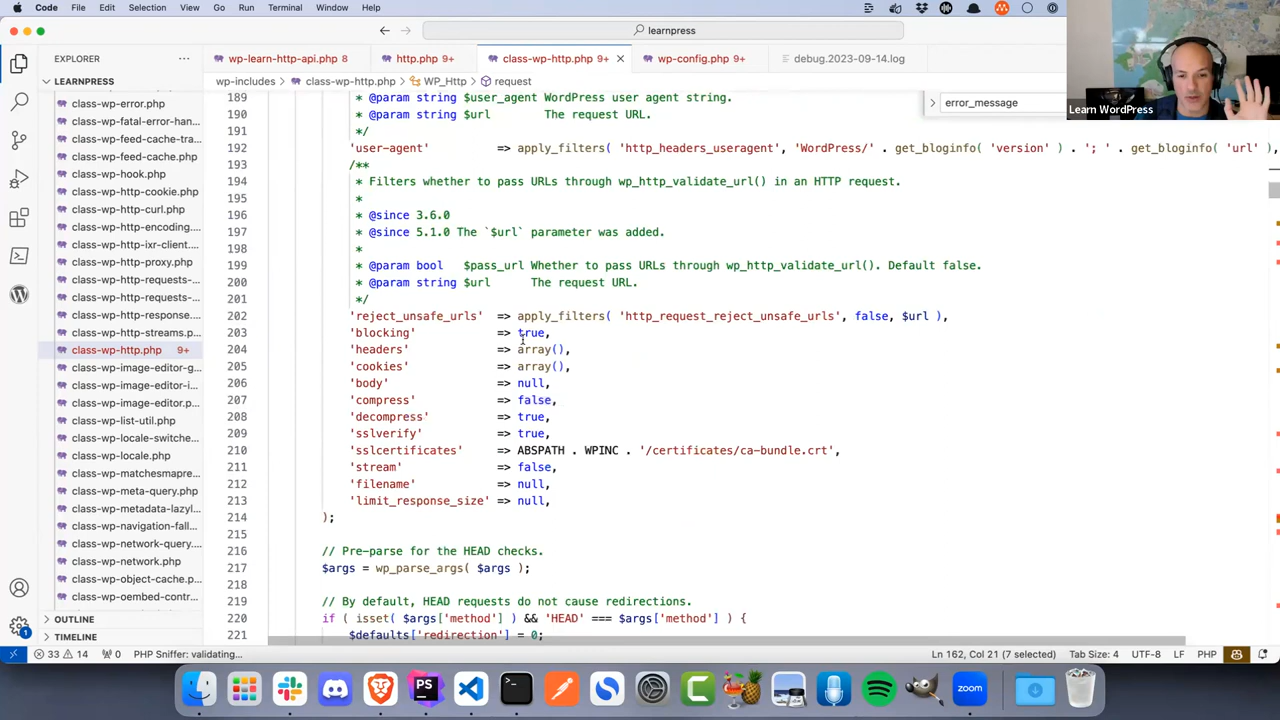 Code File Edit Selection View Go Run Terminal Window Help
learnpress
EXPLORER
wp-learn-http-api.php 8
http.php 9+
class-wp-http.php 9+
wp-config.php 9+
debug.2023-09-14.log
LEARNPRESS
wp-includes > class-wp-http.php > WP_Http > request
error_message
Learn WordPress
class-wp-error.php
class-wp-fatal-error-han...
class-wp-feed-cache-tra...
class-wp-feed-cache.php
class-wp-hook.php
class-wp-http-cookie.php
class-wp-http-curl.php
class-wp-http-encoding....
class-wp-http-ixr-client....
class-wp-http-proxy.php
class-wp-http-requests-...
class-wp-http-requests-...
class-wp-http-response....
class-wp-http-streams.p...
class-wp-http.php 9+
class-wp-image-editor-g...
class-wp-image-editor-i...
class-wp-image-editor.p...
class-wp-list-util.php
class-wp-locale-switche...
class-wp-locale.php
class-wp-matchesmapre...
class-wp-meta-query.php
class-wp-metadata-lazyl...
class-wp-navigation-fall...
class-wp-network-query....
class-wp-network.php
class-wp-object-cache.p...
class-wp-oembed-contr...
OUTLINE
TIMELINE
189 * @param string $user_agent WordPress user agent string.
190 * @param string $url The request URL.
191 */
192 'user-agent' => apply_filters( 'http_headers_useragent', 'WordPress/' . get_bloginfo( 'version' ) . '; ' . get_bloginfo( 'url' ),
193 /**
194 * Filters whether to pass URLs through wp_http_validate_url() in an HTTP request.
195 *
196 * @since 3.6.0
197 * @since 5.1.0 The `$url` parameter was added.
198 *
199 * @param bool $pass_url Whether to pass URLs through wp_http_validate_url(). Default false.
200 * @param string $url The request URL.
201 */
202 'reject_unsafe_urls' => apply_filters( 'http_request_reject_unsafe_urls', false, $url ),
203 'blocking' => true,
204 'headers' => array(),
205 'cookies' => array(),
206 'body' => null,
207 'compress' => false,
208 'decompress' => true,
209 'sslverify' => true,
210 'sslcertificates' => ABSPATH . WPINC . '/certificates/ca-bundle.crt',
211 'stream' => false,
212 'filename' => null,
213 'limit_response_size' => null,
214 );
215
216 // Pre-parse for the HEAD checks.
217 $args = wp_parse_args( $args );
218
219 // By default, HEAD requests do not cause redirections.
220 if ( isset( $args['method'] ) && 'HEAD' === $args['method'] ) {
221 $defaults['redirection'] = 0;
33 14 0 PHP Sniffer: validating... Ln 162, Col 21 (7 selected) Tab Size: 4 UTF-8 LF PHP
1
PS
zoom